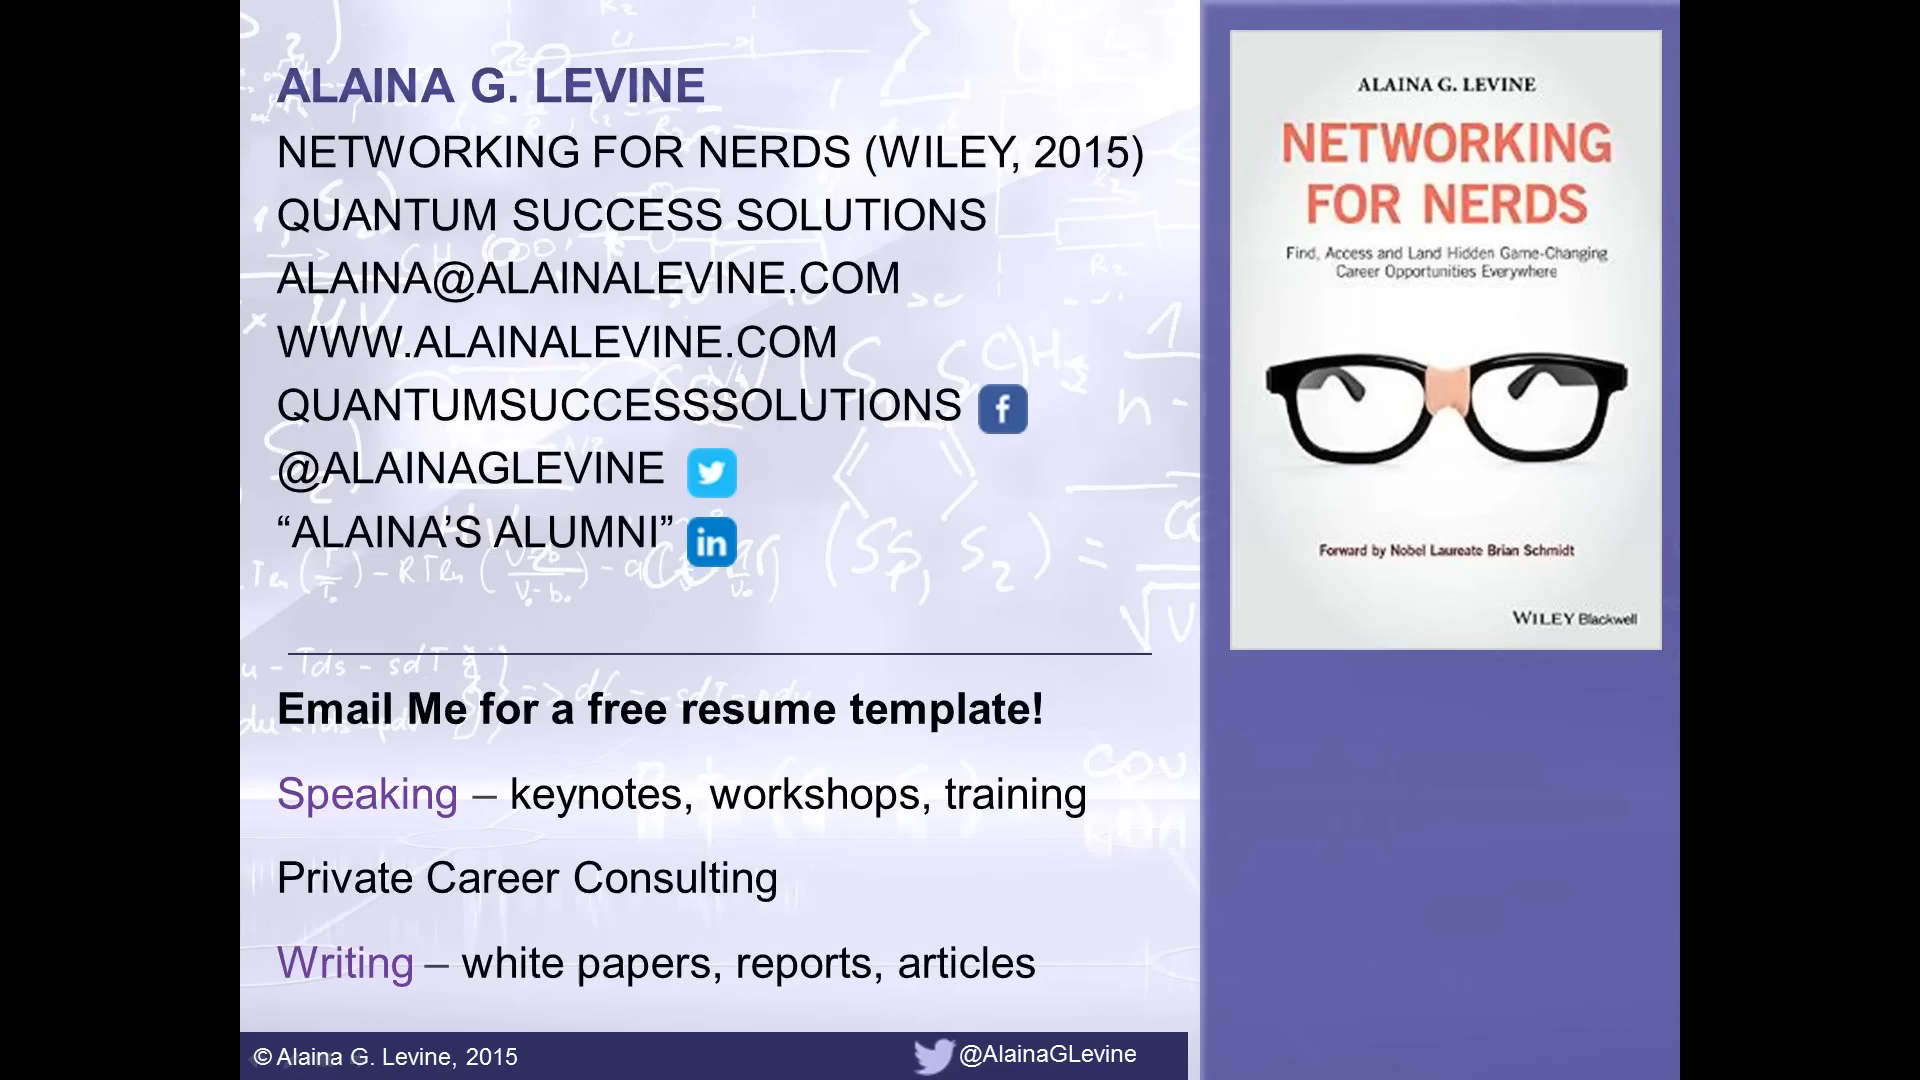 ALAINA G. LEVINE
NETWORKING FOR NERDS (WILEY, 2015)
QUANTUM SUCCESS SOLUTIONS
ALAINA@ALAINALEVINE.COM
WWW.ALAINALEVINE.COM
QUANTUMSUCCESSSOLUTIONS f
@ALAINAGLEVINE
“ALAINA’S ALUMNI” in
Email Me for a free resume template!
Speaking – keynotes, workshops, training
Private Career Consulting
Writing – white papers, reports, articles
© Alaina G. Levine, 2015
@AlainaGLevine
ALAINA G. LEVINE
NETWORKING
FOR NERDS
Find, Access and Land Hidden Game-Changing
Career Opportunities Everywhere
Forward by Nobel Laureate Brian Schmidt
WILEY Blackwell